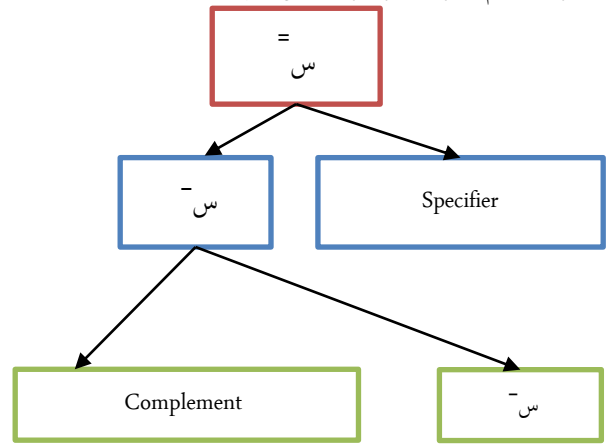 س=
س-
Specifier
Complement
س-